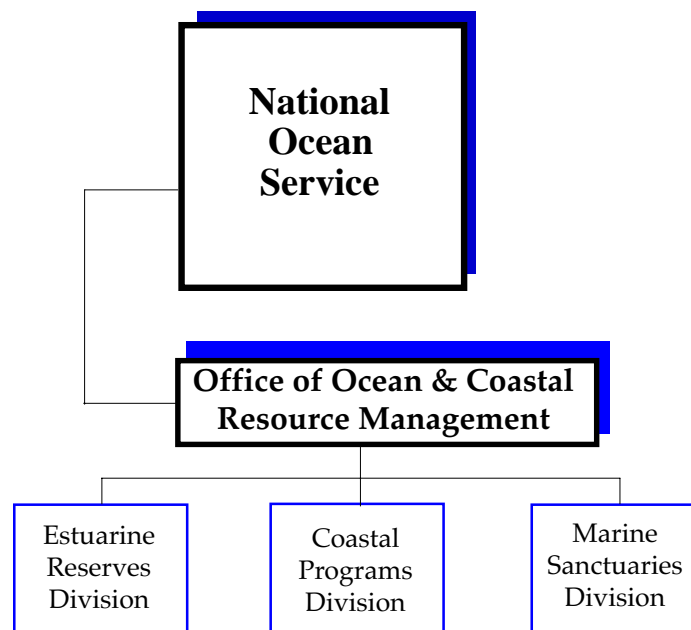 National
Ocean
Service
Office of Ocean & Coastal
Resource Management
Estuarine
Reserves
Division
Coastal
Programs
Division
Marine
Sanctuaries
Division